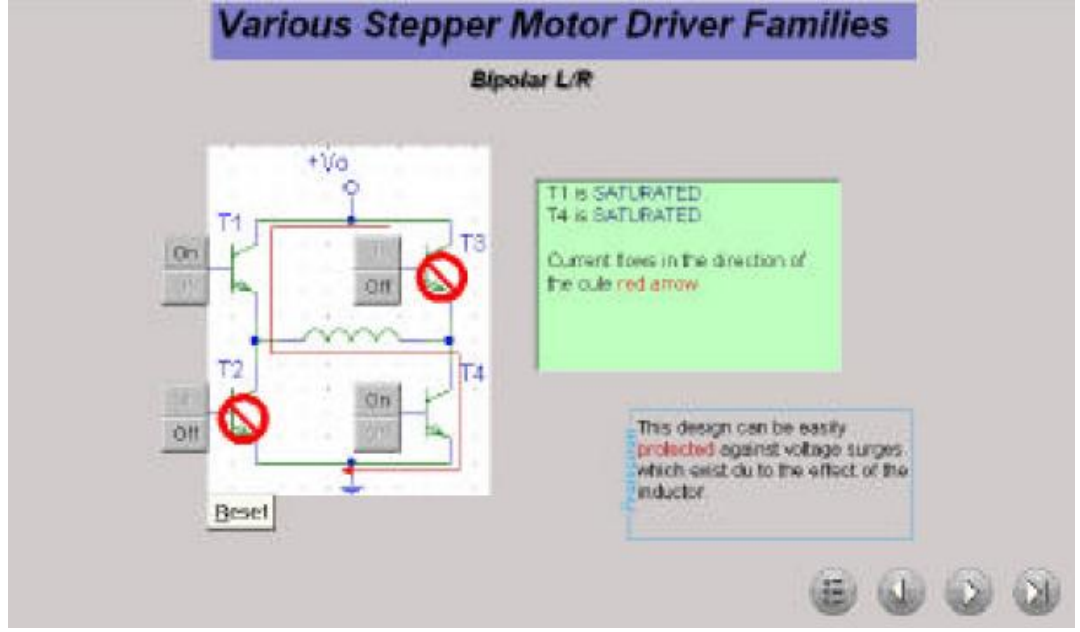 Various Stepper Motor Driver Families
Bipolar L/R
+Vo
T1
T3
On
Off
T2
T4
On
Off
Reset
T1 is SATURATED
T4 is SATURATED
Current flows in the direction of
the cute red arrow
This design can be easily
protected against voltage surges
which exist du to the effect of the
inductor